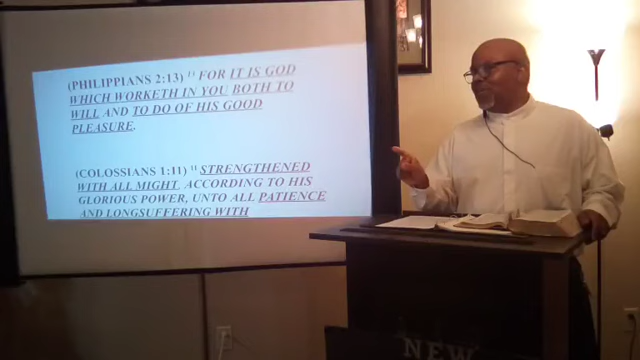 (PHILIPPIANS 2:13) 13 FOR IT IS GOD
WHICH WORKETH IN YOU BOTH TO
WILL AND TO DO OF HIS GOOD
PLEASURE.
(COLOSSIANS 1:11) 11 STRENGTHENED
WITH ALL MIGHT, ACCORDING TO HIS
GLORIOUS POWER, UNTO ALL PATIENCE
AND LONGSUFFERING WITH
NEW